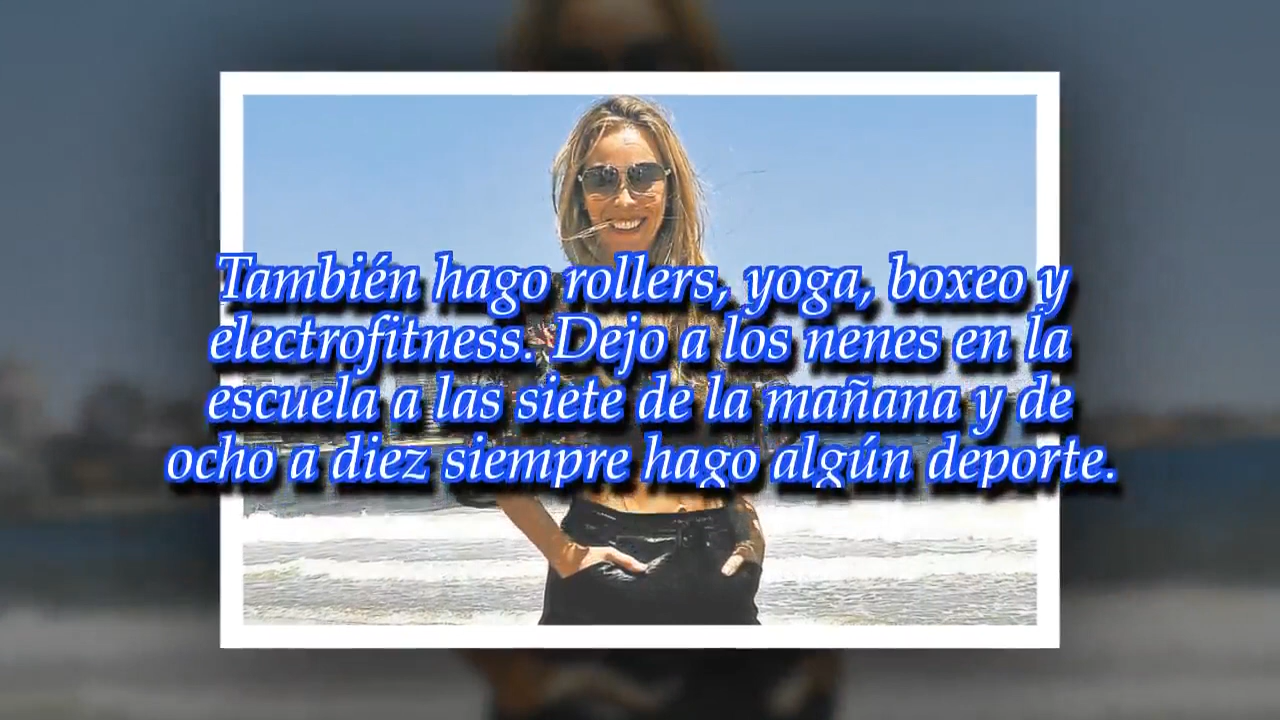 También hago rollers, yoga, boxeo y
electrofitness. Dejo a los nenes en la
escuela a las siete de la mañana y de
ocho a diez siempre hago algún deporte.